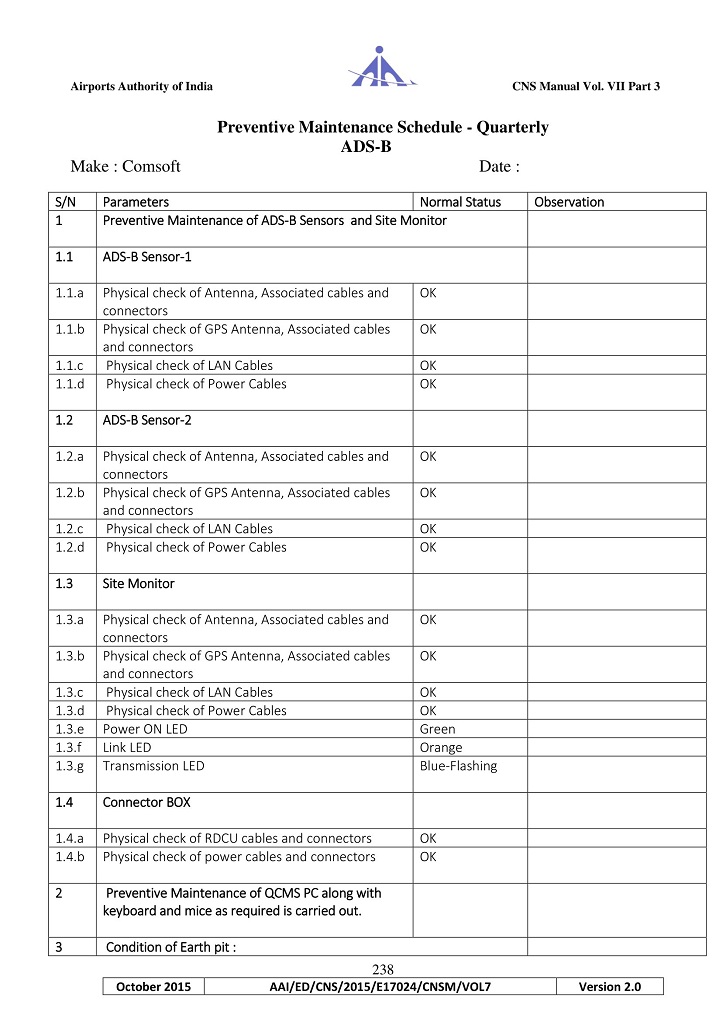 Airports Authority of India CNS Manual Vol. VII Part 3
Preventive Maintenance Schedule - Quarterly
ADS-B
Make : Comsoft Date :
S/N Parameters Normal Status Observation
1 Preventive Maintenance of ADS-B Sensors and Site Monitor
1.1 ADS-B Sensor-1
1.1.a Physical check of Antenna, Associated cables and OK
connectors
1.1.b Physical check of GPS Antenna, Associated cables OK
and connectors
1.1.c Physical check of LAN Cables OK
1.1.d Physical check of Power Cables OK
1.2 ADS-B Sensor-2
1.2.a Physical check of Antenna, Associated cables and OK
connectors
1.2.b Physical check of GPS Antenna, Associated cables OK
and connectors
1.2.c Physical check of LAN Cables OK
1.2.d Physical check of Power Cables OK
1.3 Site Monitor
1.3.a Physical check of Antenna, Associated cables and OK
connectors
1.3.b Physical check of GPS Antenna, Associated cables OK
and connectors
1.3.c Physical check of LAN Cables OK
1.3.d Physical check of Power Cables OK
1.3.e Power ON LED Green
1.3.f Link LED Orange
1.3.g Transmission LED Blue-Flashing
1.4 Connector BOX
1.4.a Physical check of RDCU cables and connectors OK
1.4.b Physical check of power cables and connectors OK
2 Preventive Maintenance of QCMS PC along with
keyboard and mice as required is carried out.
3 Condition of Earth pit :
238
October 2015 AAI/ED/CNS/2015/E17024/CNSM/VOL7 Version 2.0